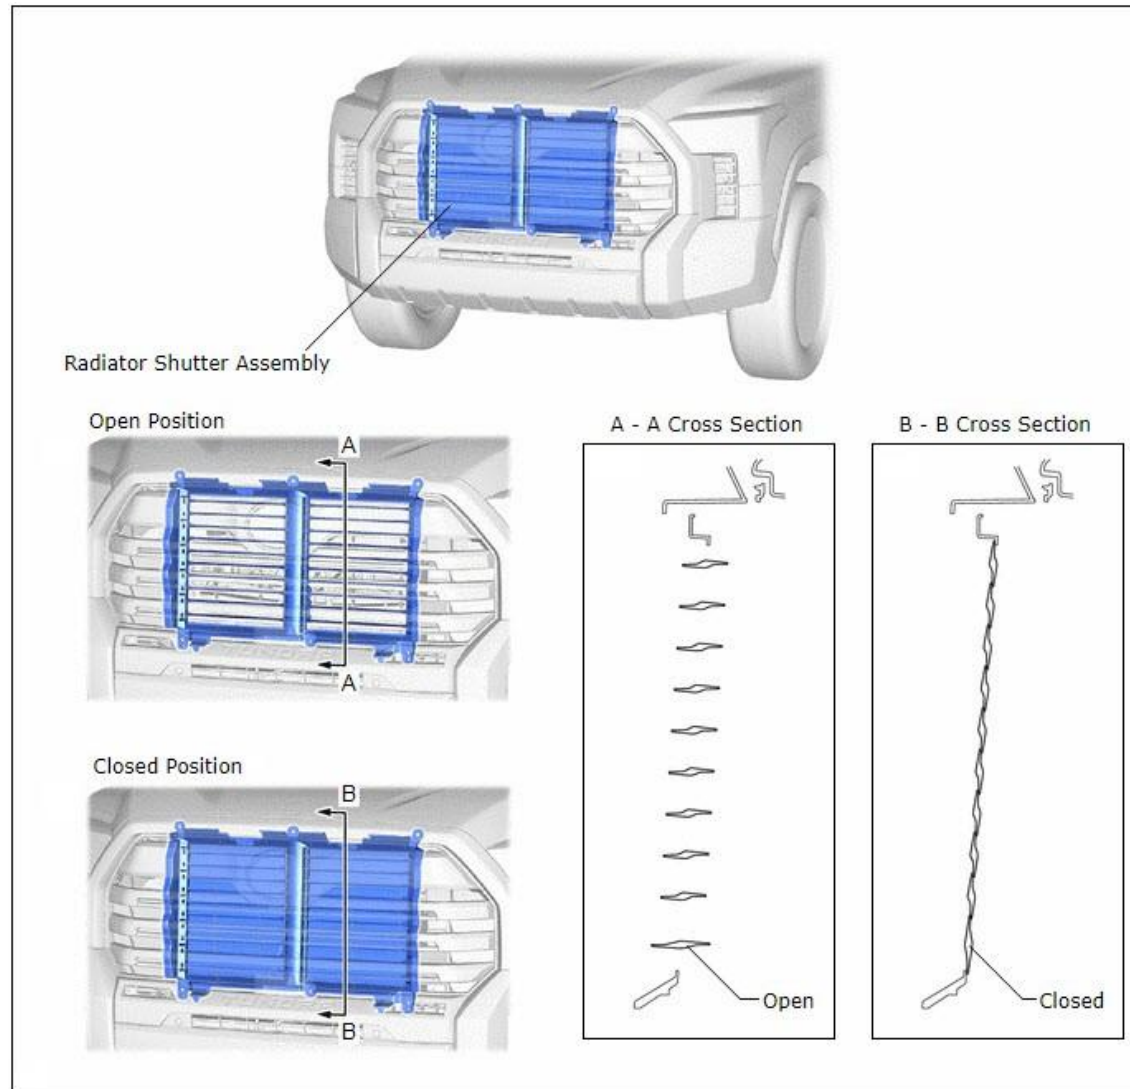 Radiator Shutter Assembly
Open Position
A
A
A - A Cross Section
Open
B - B Cross Section
Closed
Closed Position
B
B